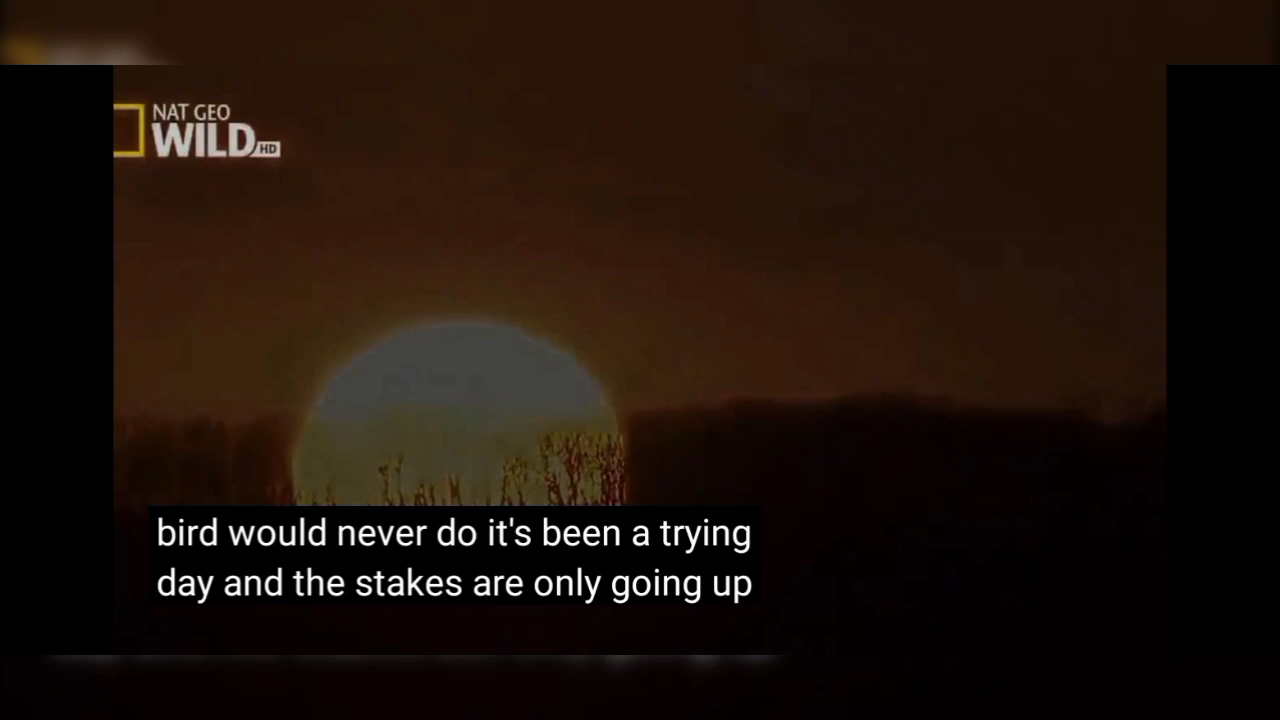 NAT GEO
WILD HD
bird would never do it's been a trying
day and the stakes are only going up